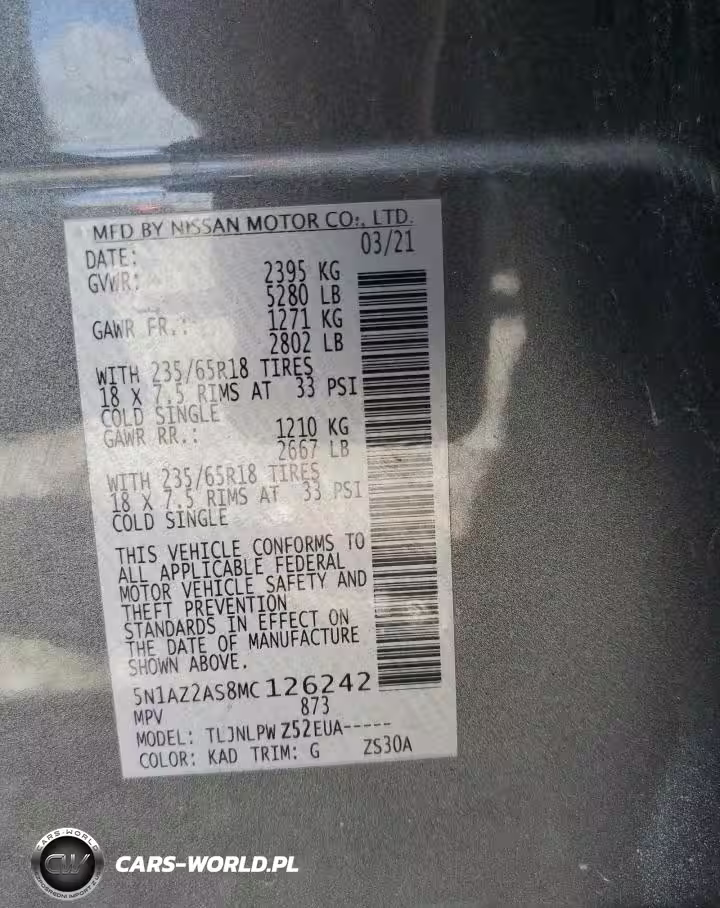 MFD BY NISSAN MOTOR CO., LTD.
DATE: 03/21
GVWR: 2395 KG
5280 LB
GAWR FR.: 1271 KG
2802 LB
WITH 235/65R18 TIRES
18 X 7.5 RIMS AT 33 PSI
COLD SINGLE
GAWR RR.: 1210 KG
2667 LB
WITH 235/65R18 TIRES
18 X 7.5 RIMS AT 33 PSI
COLD SINGLE
THIS VEHICLE CONFORMS TO
ALL APPLICABLE FEDERAL
MOTOR VEHICLE SAFETY AND
THEFT PREVENTION
STANDARDS IN EFFECT ON
THE DATE OF MANUFACTURE
SHOWN ABOVE.
5N1AZ2AS8MC126242
MPV 873
MODEL: TLJNLPWZ52EUA-----
COLOR: KAD TRIM: G ZS30A
CARS-WORLD
CW
CARS-WORLD.PL